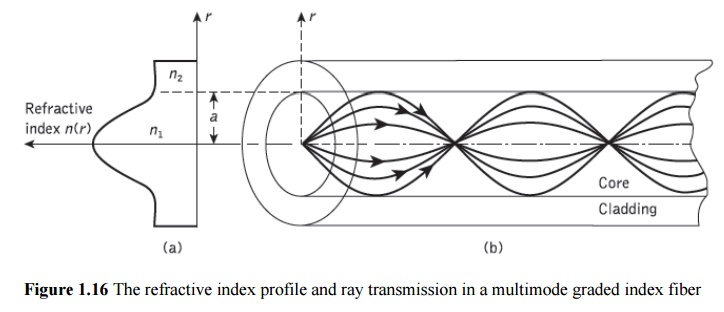 r
r
n₂
Refractive
index n(r)
n₁
a
Core
Cladding
(a)
(b)
Figure 1.16 The refractive index profile and ray transmission in a multimode graded index fiber